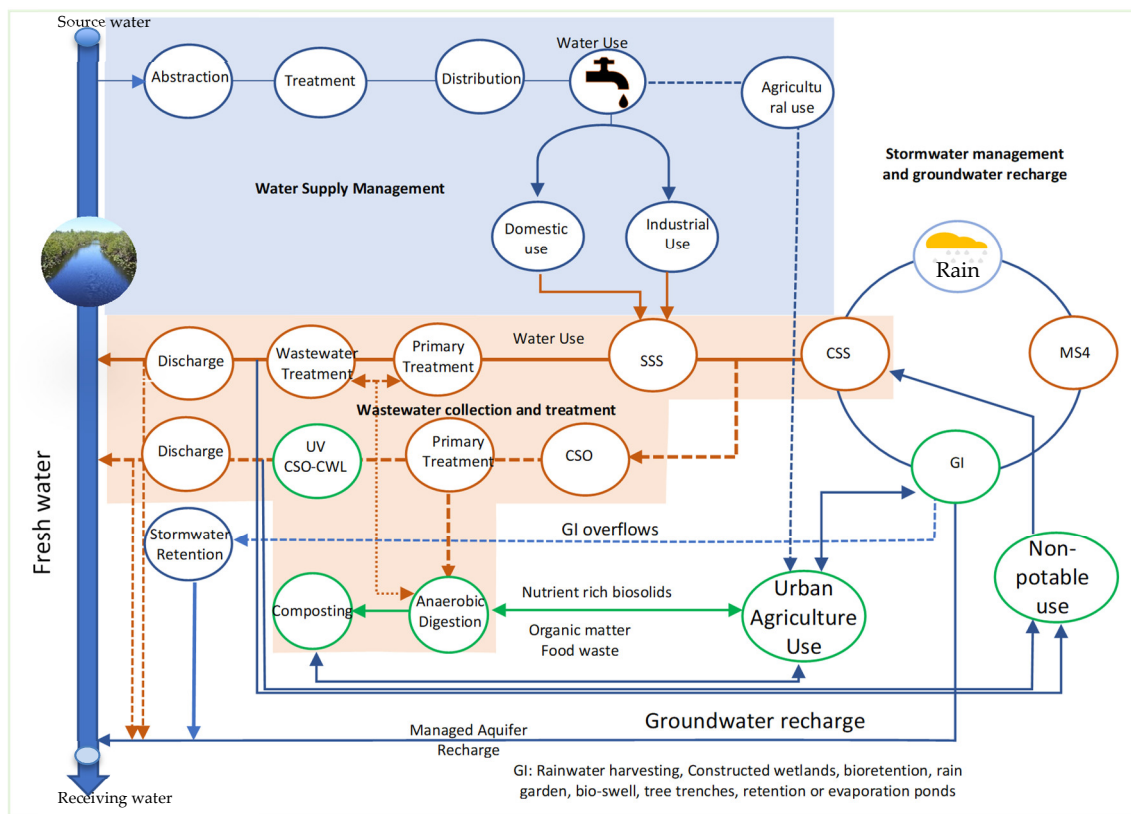 Source water
Water Use
Abstraction
Treatment
Distribution
Agricultu
ral use
Stormwater management
and groundwater recharge
Water Supply Management
Domestic
use
Industrial
Use
Rain
Fresh water
Discharge
Wastewater
Treatment
Primary
Treatment
Water Use
SSS
CSS
MS4
Wastewater collection and treatment
Discharge
UV
CSO-CWL
Primary
Treatment
CSO
GI
Stormwater
Retention
GI overflows
Non-
potable
use
Composting
Anaerobic
Digestion
Nutrient rich biosolids
Organic matter
Food waste
Urban
Agriculture
Use
Managed Aquifer
Recharge
Groundwater recharge
GI: Rainwater harvesting, Constructed wetlands, bioretention, rain
garden, bio-swell, tree trenches, retention or evaporation ponds
Receiving water